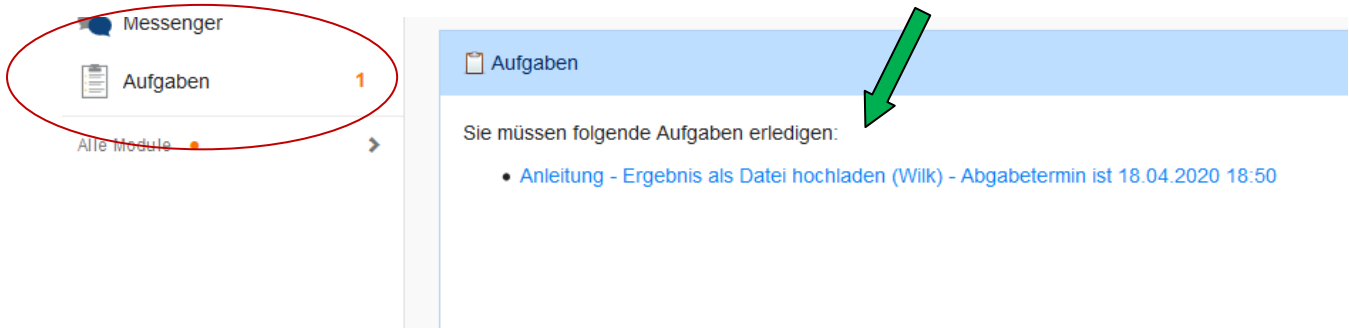 Messenger
Aufgaben 1
Alle Module
Aufgaben
Sie müssen folgende Aufgaben erledigen:
Anleitung - Ergebnis als Datei hochladen (Wilk) - Abgabetermin ist 18.04.2020 18:50